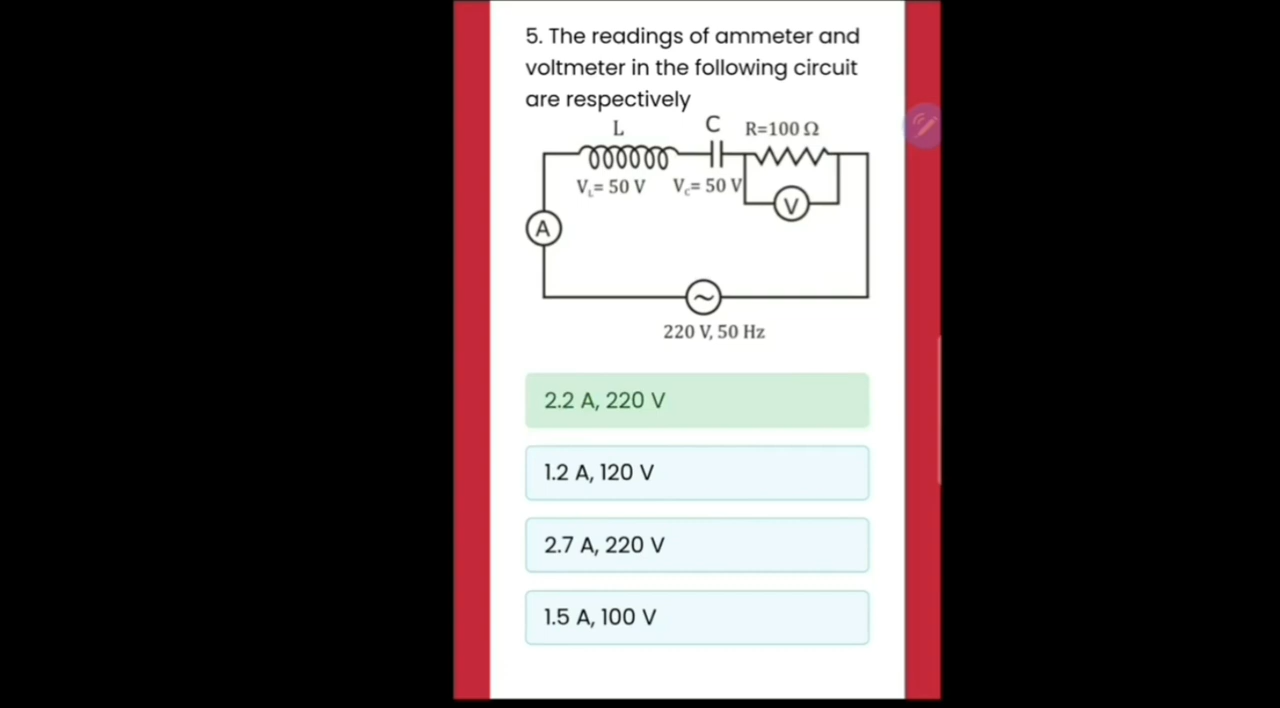 5. The readings of ammeter and
voltmeter in the following circuit
are respectively
L C R=100 Ω
V_L= 50 V V_c= 50 V
V
A
~
220 V, 50 Hz
2.2 A, 220 V
1.2 A, 120 V
2.7 A, 220 V
1.5 A, 100 V